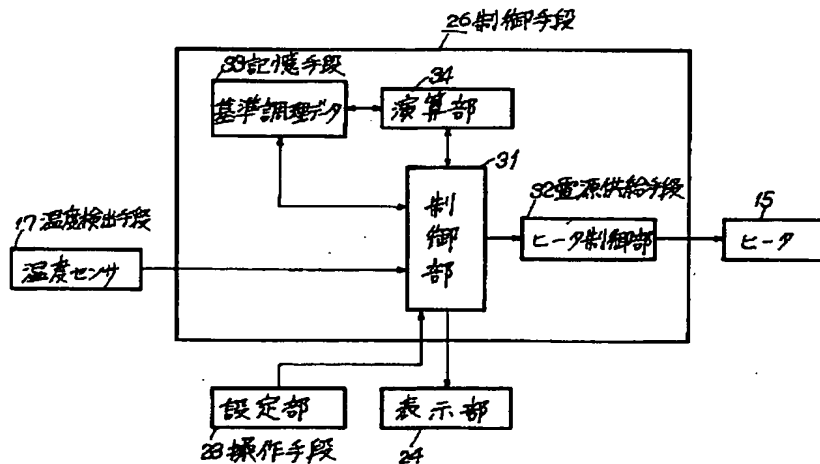 26制御手段
33記憶手段
基準調理データ
34
演算部
31
制御部
32電源供給手段
ヒータ制御部
15
ヒータ
17温度検出手段
温度センサ
設定部
23操作手段
表示部
24